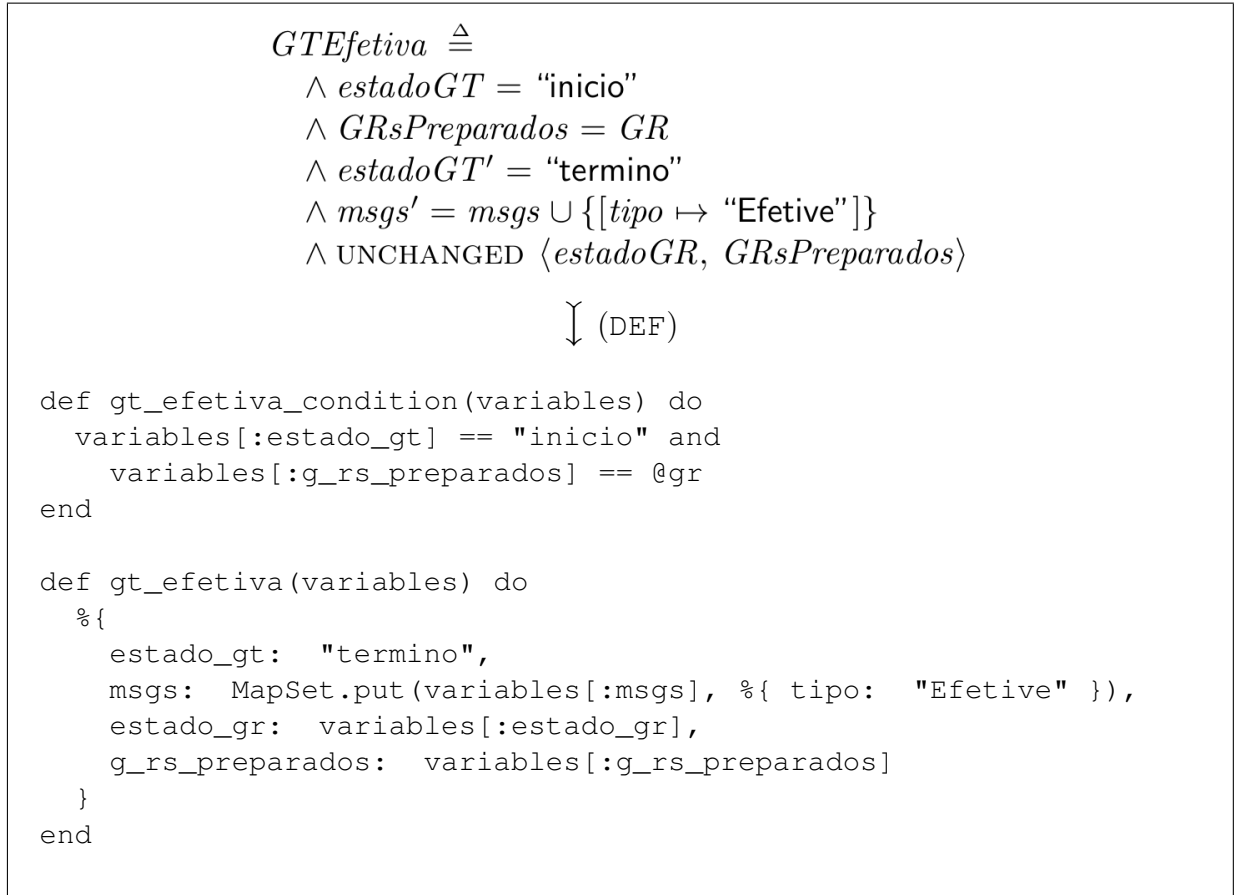 GTEfetiva ≜
∧ estadoGT = “inicio”
∧ GRsPreparados = GR
∧ estadoGT′ = “termino”
∧ msgs′ = msgs ∪ {[tipo ↦ “Efetive”]}
∧ UNCHANGED ⟨estadoGR, GRsPreparados⟩
(DEF)
def gt_efetiva_condition(variables) do
  variables[:estado_gt] == "inicio" and
    variables[:g_rs_preparados] == @gr
end
def gt_efetiva(variables) do
  %{
    estado_gt: "termino",
    msgs: MapSet.put(variables[:msgs], %{ tipo: "Efetive" }),
    estado_gr: variables[:estado_gr],
    g_rs_preparados: variables[:g_rs_preparados]
  }
end